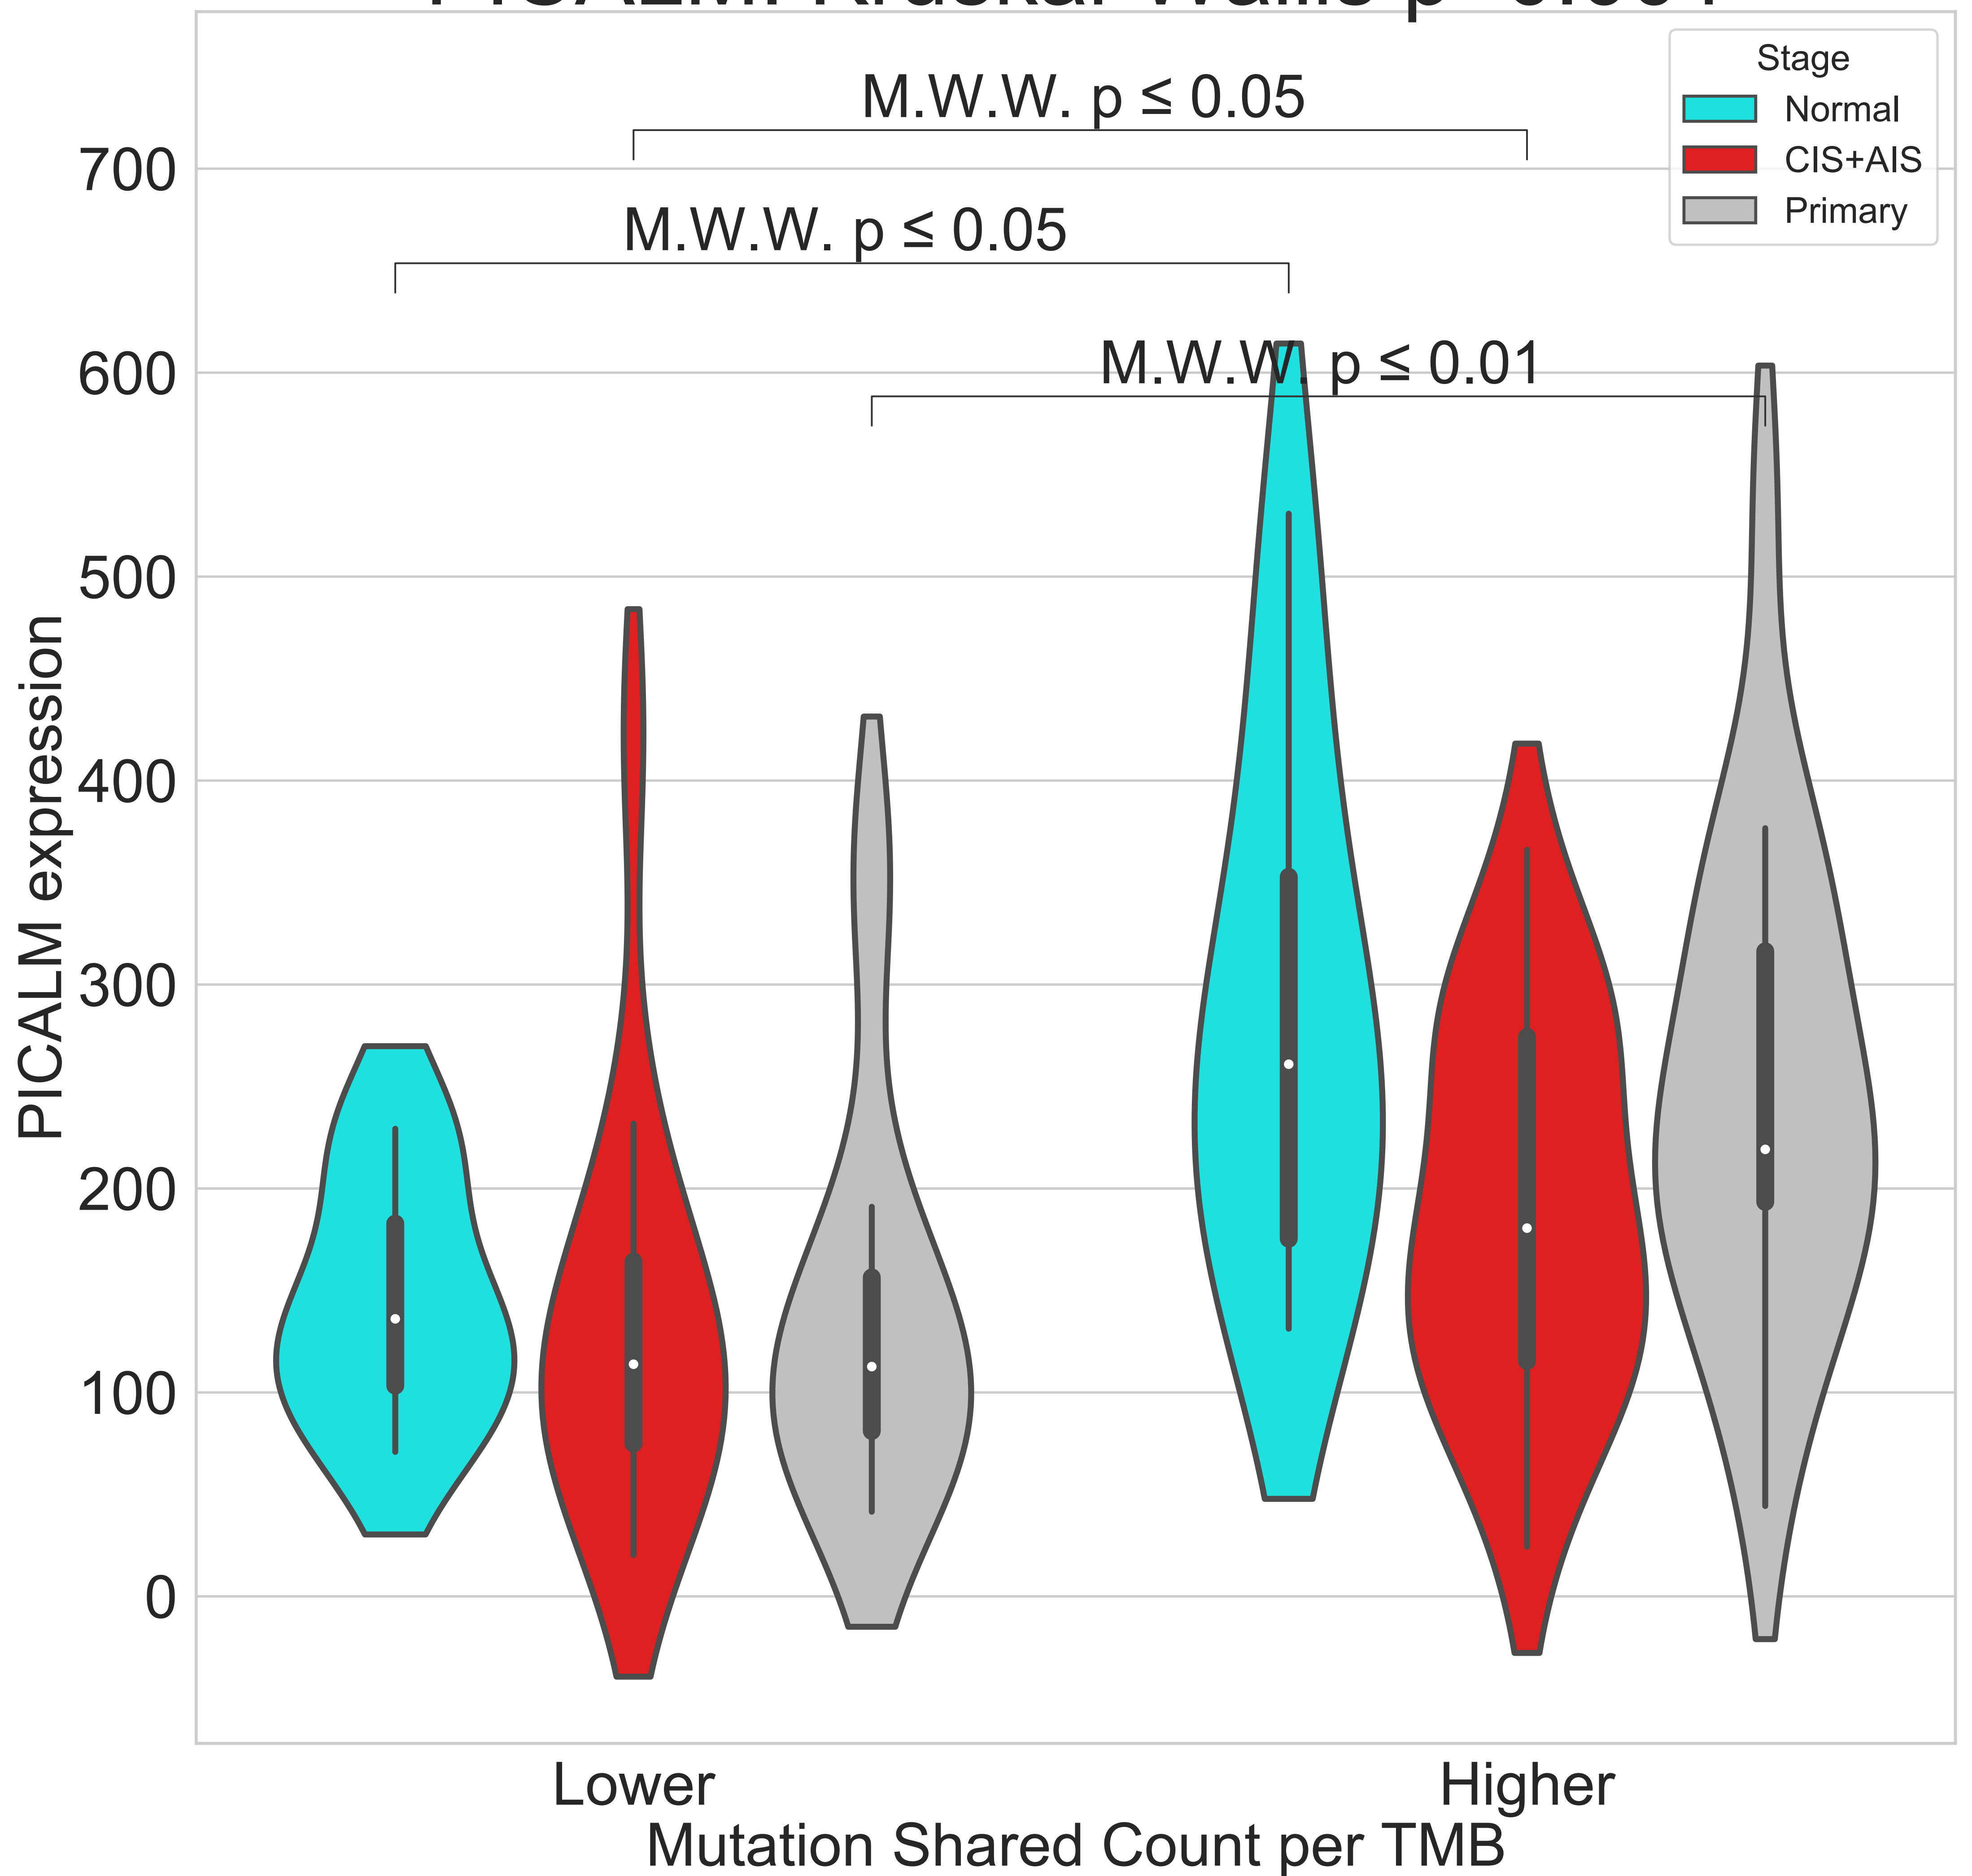 Stage
Normal
CIS+AIS
Primary
M.W.W. p ≤ 0.05
M.W.W. p ≤ 0.05
M.W.W. p ≤ 0.01
700
600
500
400
300
200
100
0
PICALM expression
Lower
Higher
Mutation Shared Count per TMB